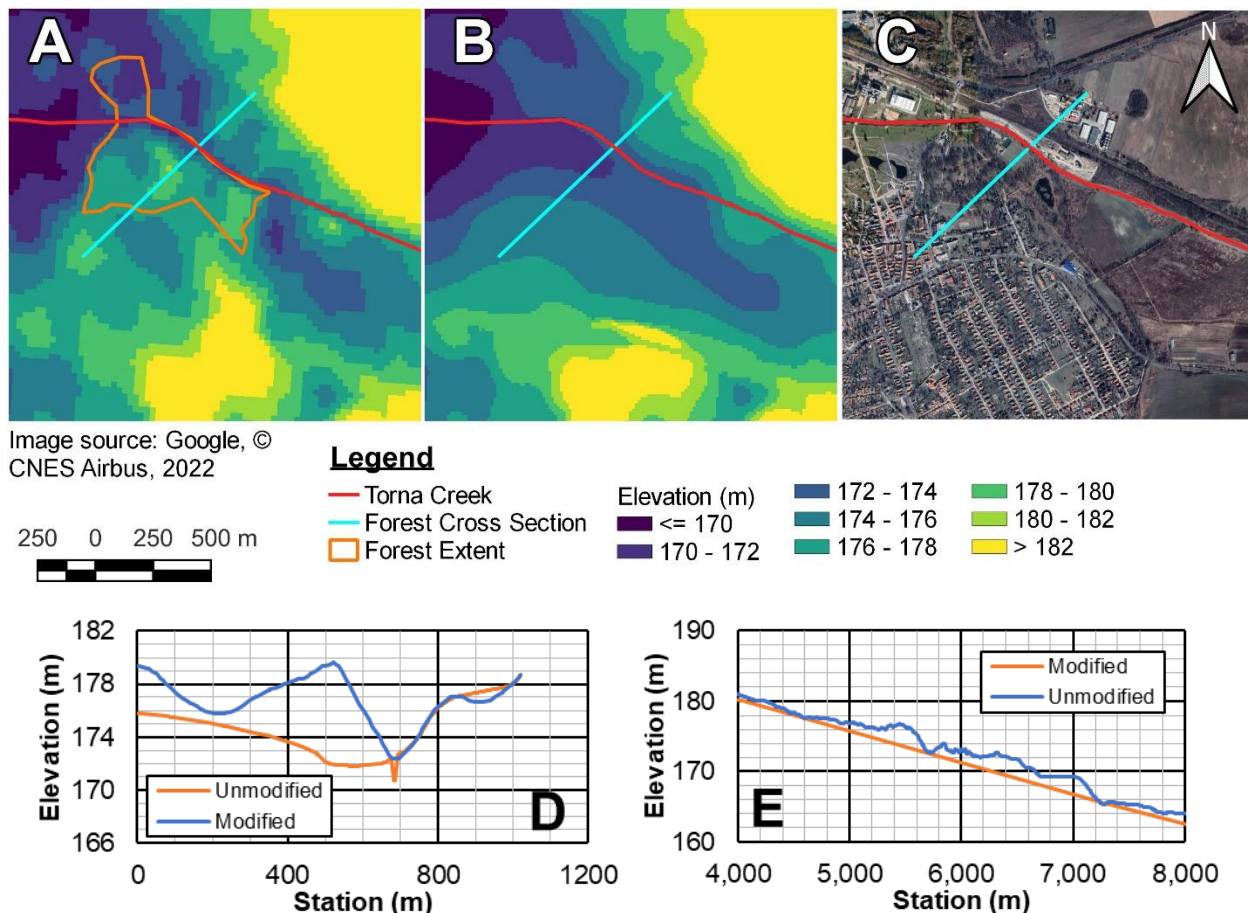 A
B
C
N
Image source: Google, ©
CNES Airbus, 2022
250 0 250 500 m
Legend
Torna Creek
Forest Cross Section
Forest Extent
Elevation (m)
<= 170
170 - 172
172 - 174
174 - 176
176 - 178
178 - 180
180 - 182
> 182
Elevation (m)
182
178
174
170
166
Unmodified
Modified
D
0 400 800 1200
Station (m)
Elevation (m)
190
180
170
160
Modified
Unmodified
E
4,000 5,000 6,000 7,000 8,000
Station (m)